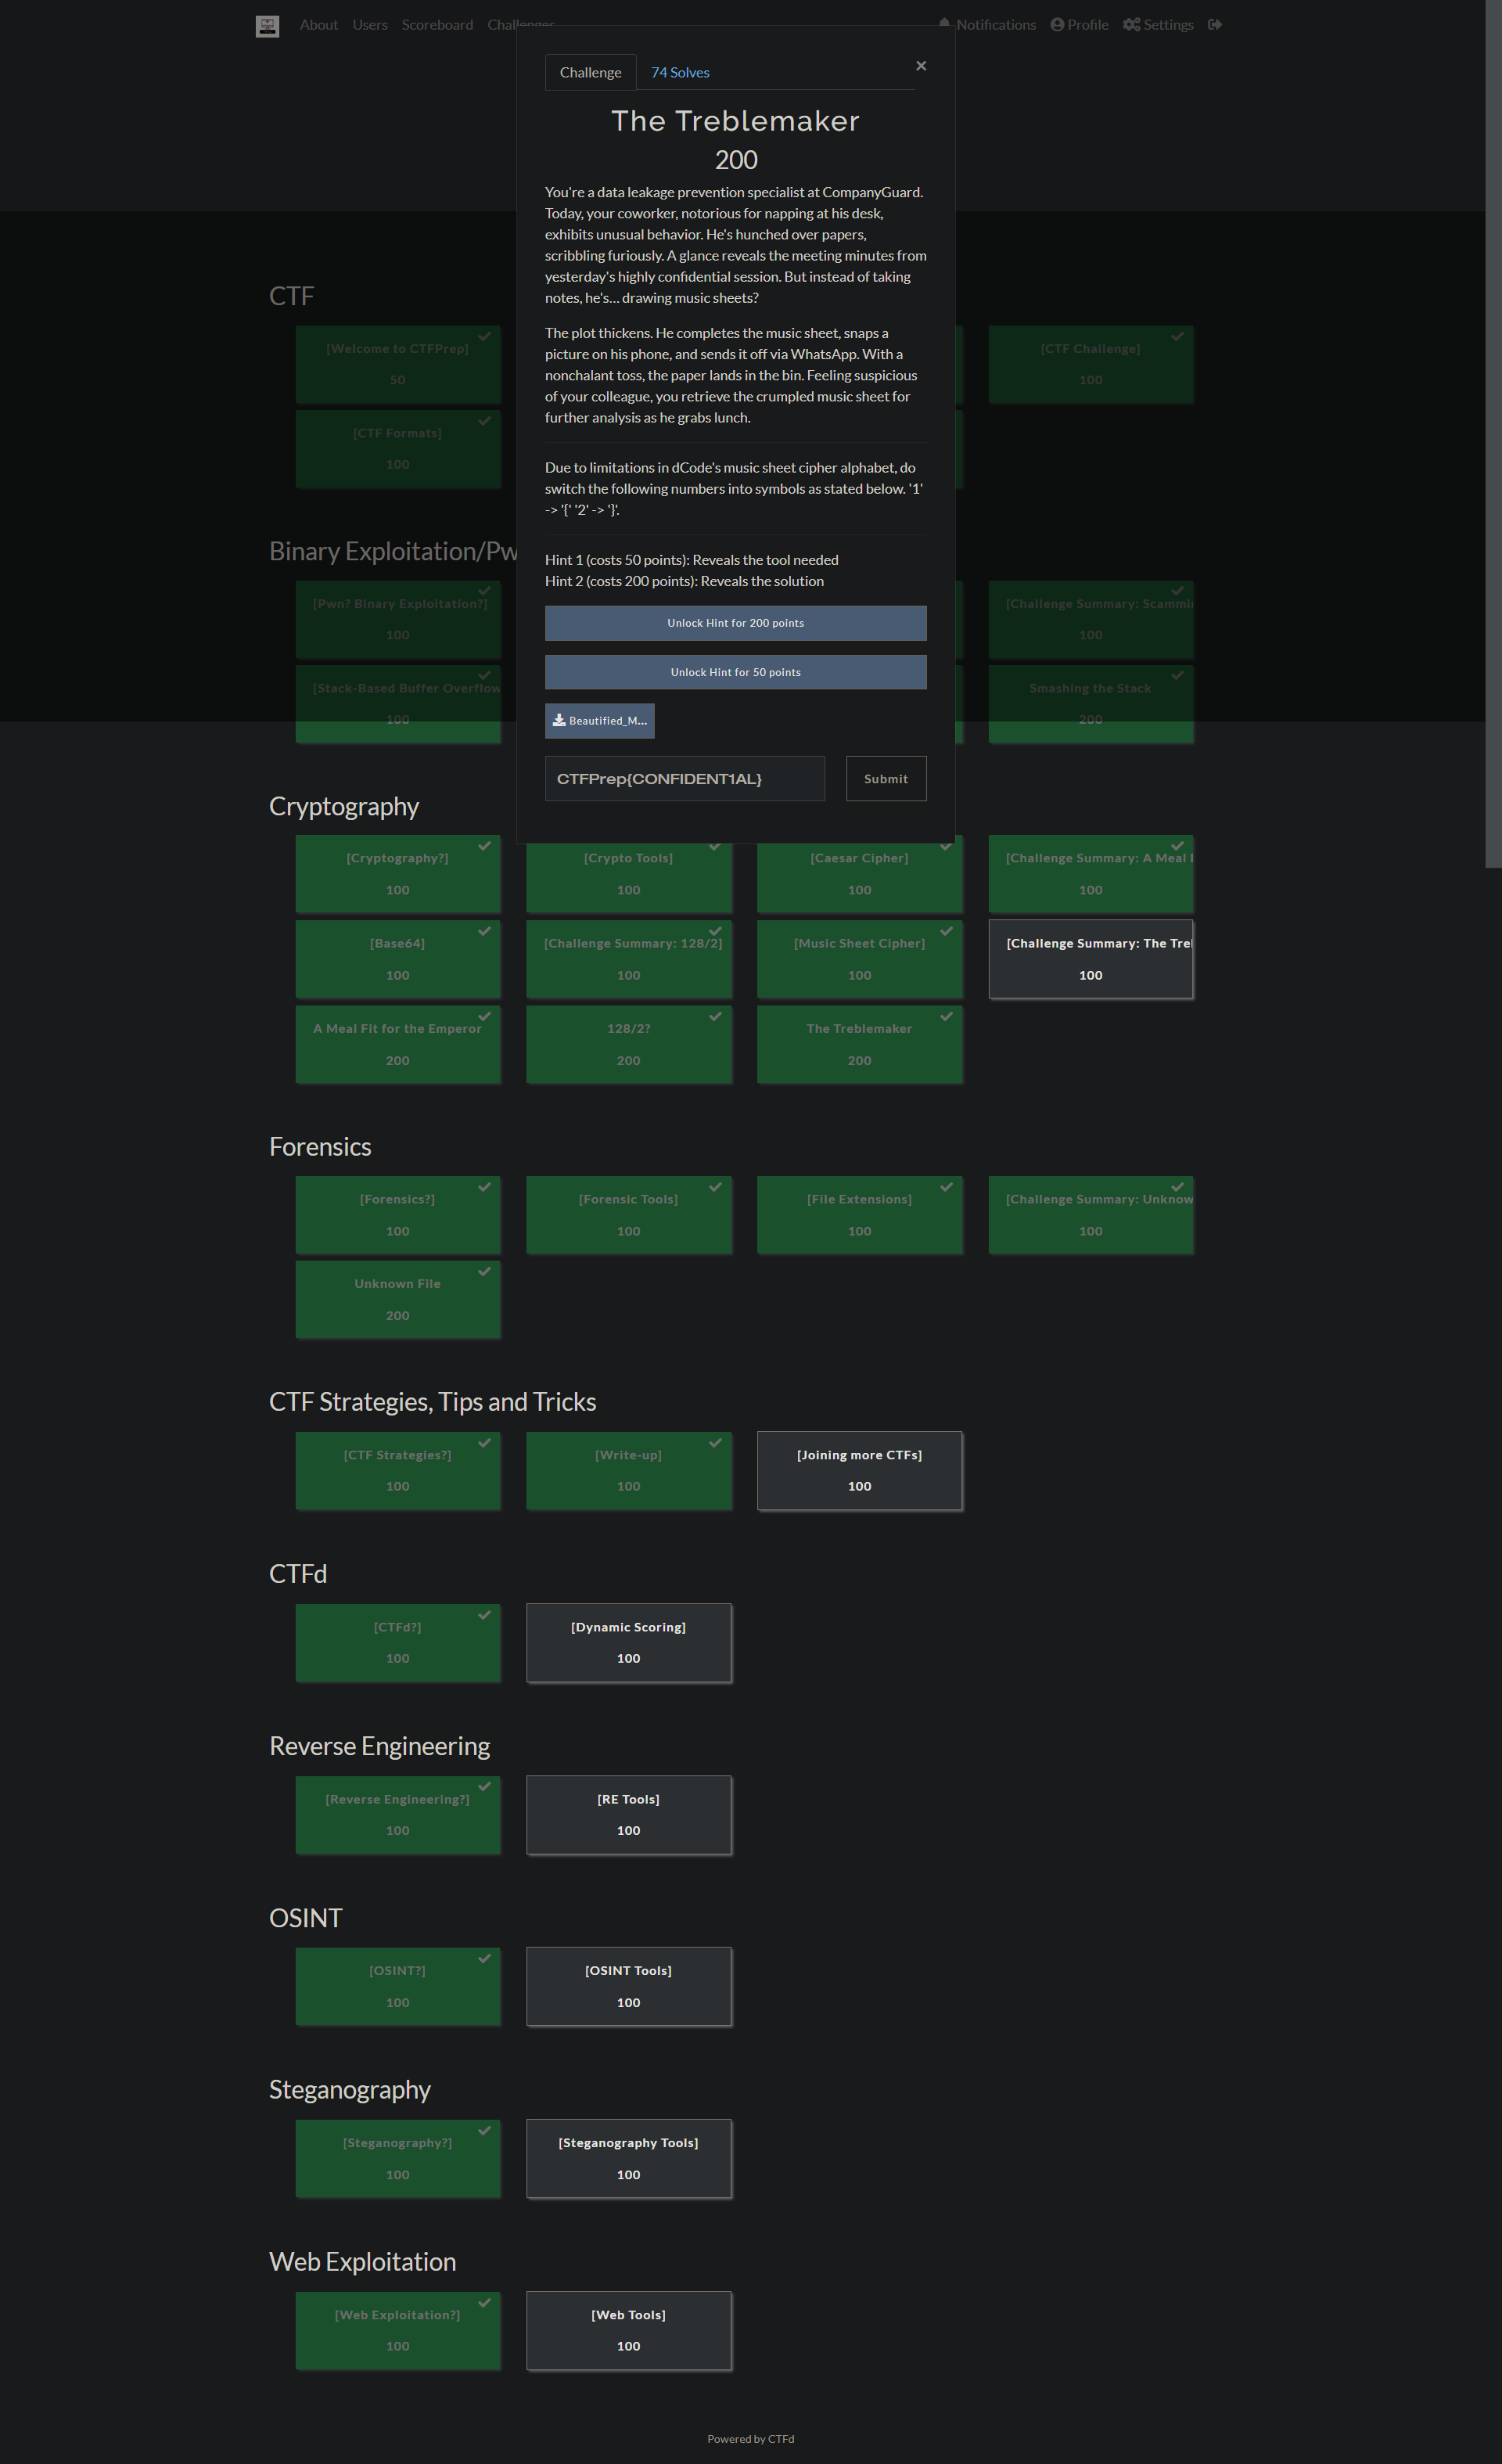 About Users Scoreboard Challenges Notifications Profile Settings
Challenge 74 Solves ×
The Treblemaker
200
You're a data leakage prevention specialist at CompanyGuard.
Today, your coworker, notorious for napping at his desk,
exhibits unusual behavior. He's hunched over papers,
scribbling furiously. A glance reveals the meeting minutes from
yesterday's highly confidential session. But instead of taking
notes, he's... drawing music sheets?
The plot thickens. He completes the music sheet, snaps a
picture on his phone, and sends it off via WhatsApp. With a
nonchalant toss, the paper lands in the bin. Feeling suspicious
of your colleague, you retrieve the crumpled music sheet for
further analysis as he grabs lunch.
Due to limitations in dCode's music sheet cipher alphabet, do
switch the following numbers into symbols as stated below. '1'
-> '{' '2' -> '}'.
Hint 1 (costs 50 points): Reveals the tool needed
Hint 2 (costs 200 points): Reveals the solution
Unlock Hint for 200 points
Unlock Hint for 50 points
Beautified_M...
CTFPrep{CONFIDENT1AL} Submit
CTF
[Welcome to CTFPrep] [CTF Challenge]
50 100
[CTF Formats]
100
Binary Exploitation/Pw
[Pwn? Binary Exploitation?] [Challenge Summary: Scammi
100 100
[Stack-Based Buffer Overflow Smashing the Stack
100 200
Cryptography
[Cryptography?] [Crypto Tools] [Caesar Cipher] [Challenge Summary: A Meal
100 100 100 100
[Base64] [Challenge Summary: 128/2] [Music Sheet Cipher] [Challenge Summary: The Tre
100 100 100 100
A Meal Fit for the Emperor 128/2? The Treblemaker
200 200 200
Forensics
[Forensics?] [Forensic Tools] [File Extensions] [Challenge Summary: Unknow
100 100 100 100
Unknown File
200
CTF Strategies, Tips and Tricks
[CTF Strategies?] [Write-up] [Joining more CTFs]
100 100 100
CTFd
[CTFd?] [Dynamic Scoring]
100 100
Reverse Engineering
[Reverse Engineering?] [RE Tools]
100 100
OSINT
[OSINT?] [OSINT Tools]
100 100
Steganography
[Steganography?] [Steganography Tools]
100 100
Web Exploitation
[Web Exploitation?] [Web Tools]
100 100
Powered by CTFd